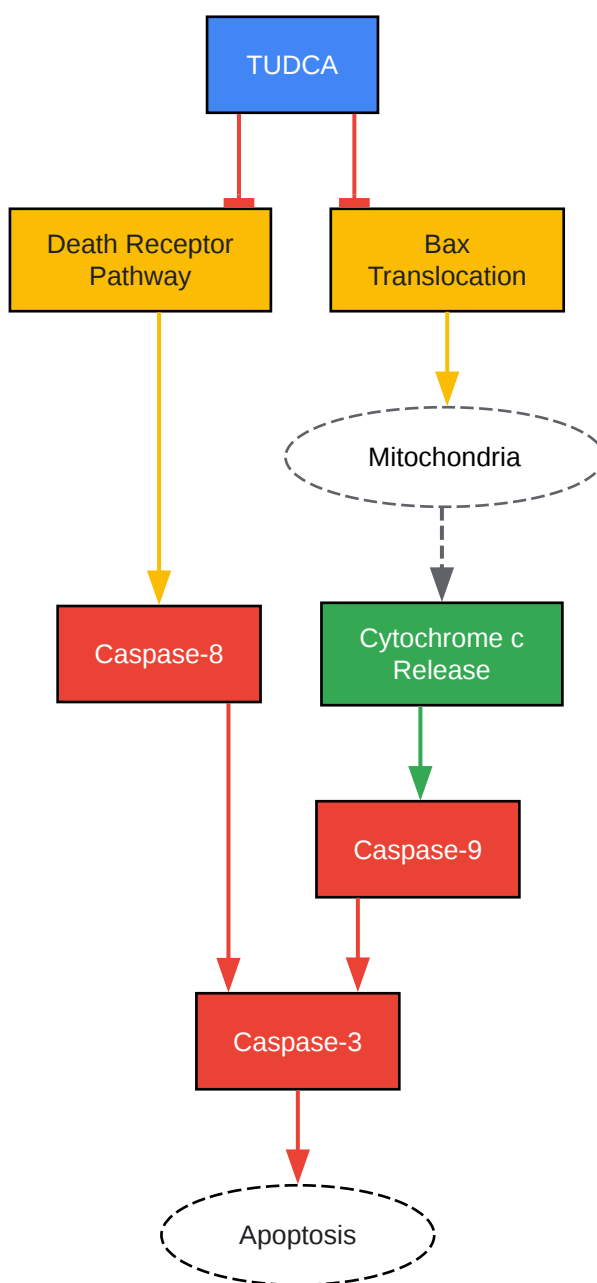 TUDCA
Death Receptor
Pathway
Bax
Translocation
Mitochondria
Caspase-8
Cytochrome c
Release
Caspase-9
Caspase-3
Apoptosis